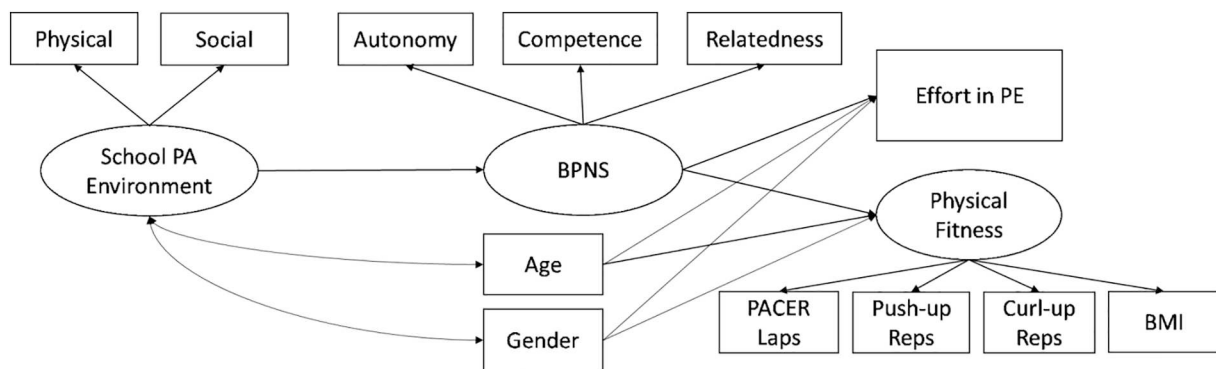 Physical
Social
Autonomy
Competence
Relatedness
Effort in PE
School PA
Environment
BPNS
Physical
Fitness
Age
Gender
PACER
Laps
Push-up
Reps
Curl-up
Reps
BMI